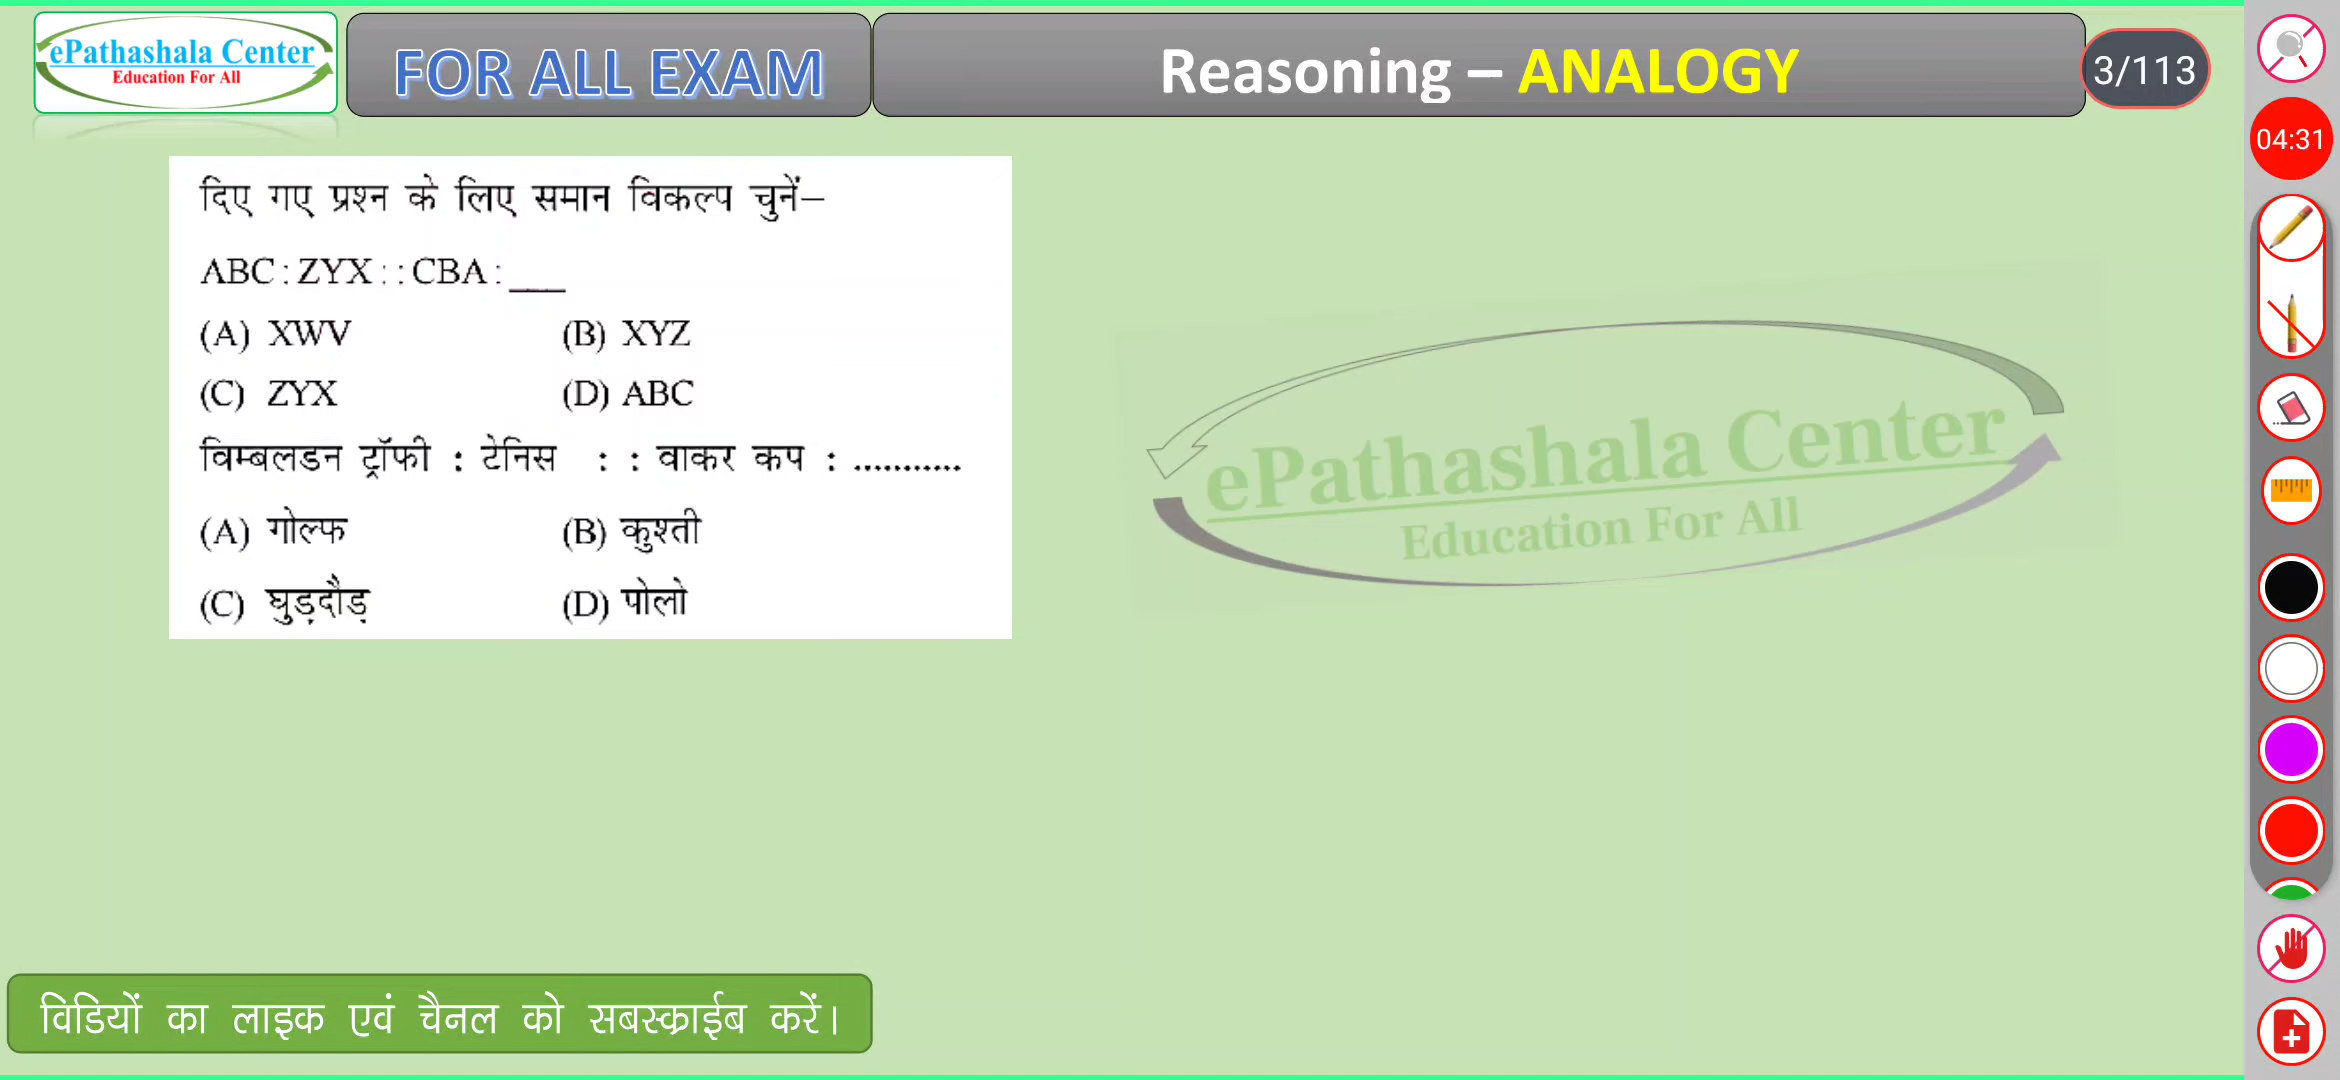 ePathashala Center
Education For All
FOR ALL EXAM
Reasoning – ANALOGY
3/113
04:31
दिए गए प्रश्न के लिए समान विकल्प चुनें–
ABC : ZYX : : CBA : ___
(A) XWV (B) XYZ
(C) ZYX (D) ABC
विम्बलडन ट्रॉफी : टेनिस : : वाकर कप : ...........
(A) गोल्फ (B) कुश्ती
(C) घुड़दौड़ (D) पोलो
ePathashala Center
Education For All
विडियों का लाइक एवं चैनल को सबस्क्राईब करें।